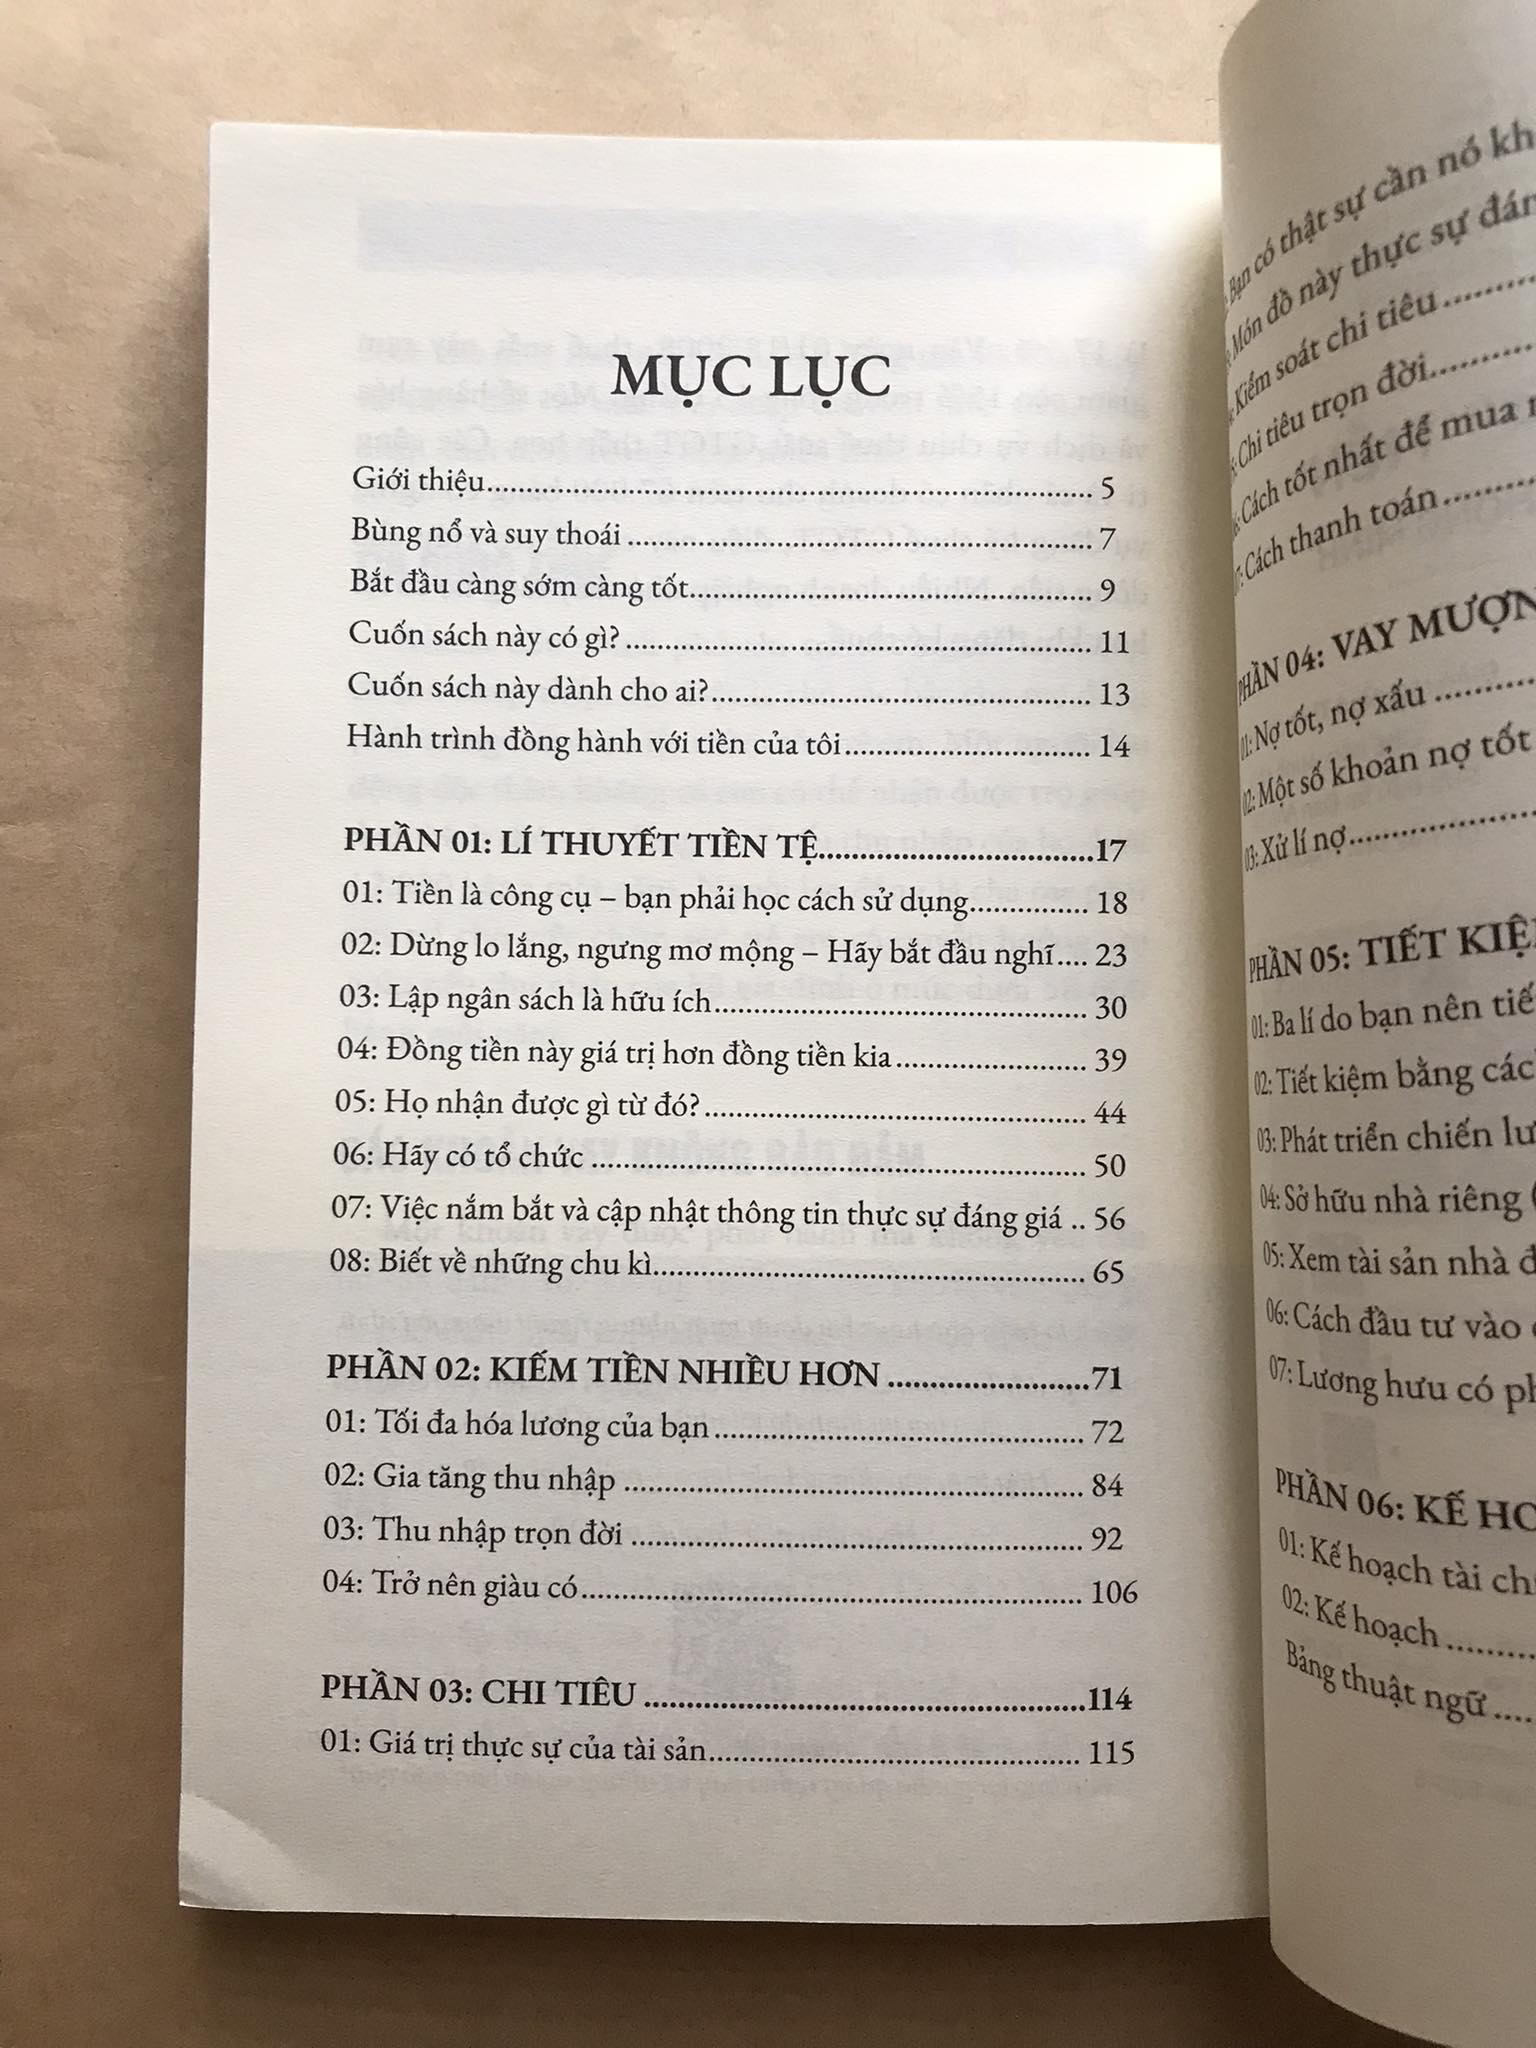 MỤC LỤC
Giới thiệu.......... 5
Bùng nổ và suy thoái .......... 7
Bắt đầu càng sớm càng tốt.......... 9
Cuốn sách này có gì? .......... 11
Cuốn sách này dành cho ai?.......... 13
Hành trình đồng hành với tiền của tôi.......... 14
PHẦN 01: LÍ THUYẾT TIỀN TỆ..........17
01: Tiền là công cụ – bạn phải học cách sử dụng.......... 18
02: Dừng lo lắng, ngưng mơ mộng – Hãy bắt đầu nghĩ.... 23
03: Lập ngân sách là hữu ích.......... 30
04: Đồng tiền này giá trị hơn đồng tiền kia.......... 39
05: Họ nhận được gì từ đó?.......... 44
06: Hãy có tổ chức .......... 50
07: Việc nắm bắt và cập nhật thông tin thực sự đáng giá .. 56
08: Biết về những chu kì.......... 65
PHẦN 02: KIẾM TIỀN NHIỀU HƠN ..........71
01: Tối đa hóa lương của bạn .......... 72
02: Gia tăng thu nhập .......... 84
03: Thu nhập trọn đời .......... 92
04: Trở nên giàu có.......... 106
PHẦN 03: CHI TIÊU ..........114
01: Giá trị thực sự của tài sản.......... 115
Bạn có thật sự cần nó
Món đồ này thực sự
Kiểm soát chi tiêu ..........
Chi tiêu trọn đời..........
Cách tốt nhất để mua
07: Cách thanh toán ..........
PHẦN 04: VAY MƯỢN
01: Nợ tốt, nợ xấu ..........
02: Một số khoản nợ tốt
03: Xử lí nợ..........
PHẦN 05: TIẾT
01: Ba lí do bạn nên
02: Tiết kiệm bằng
03: Phát triển chiến
04: Sở hữu nhà riêng
05: Xem tài sản nhà
06: Cách đầu tư vào
07: Lương hưu có
PHẦN 06: KẾ
01: Kế hoạch tài
02: Kế hoạch ..........
Bảng thuật ngữ ....